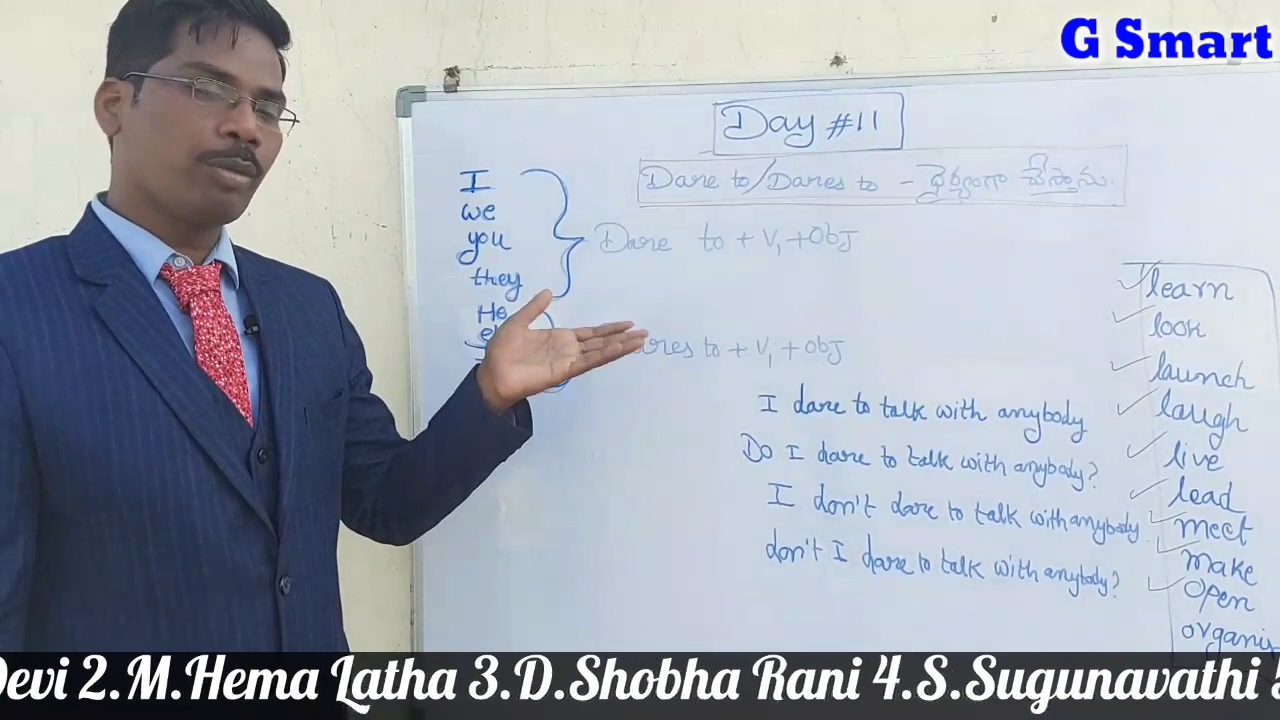 G Smart
Day #11
Dare to/Dares to - ధైర్యంగా చేస్తాను.
I
we
you
they
Dare to + V1 + Obj
He
Dares to + V1 + Obj
I dare to talk with anybody
Do I dare to talk with anybody?
I don't dare to talk with anybody
don't I dare to talk with anybody?
learn
look
launch
laugh
live
lead
meet
make
open
Devi 2.M.Hema Latha 3.D.Shobha Rani 4.S.Sugunavathi